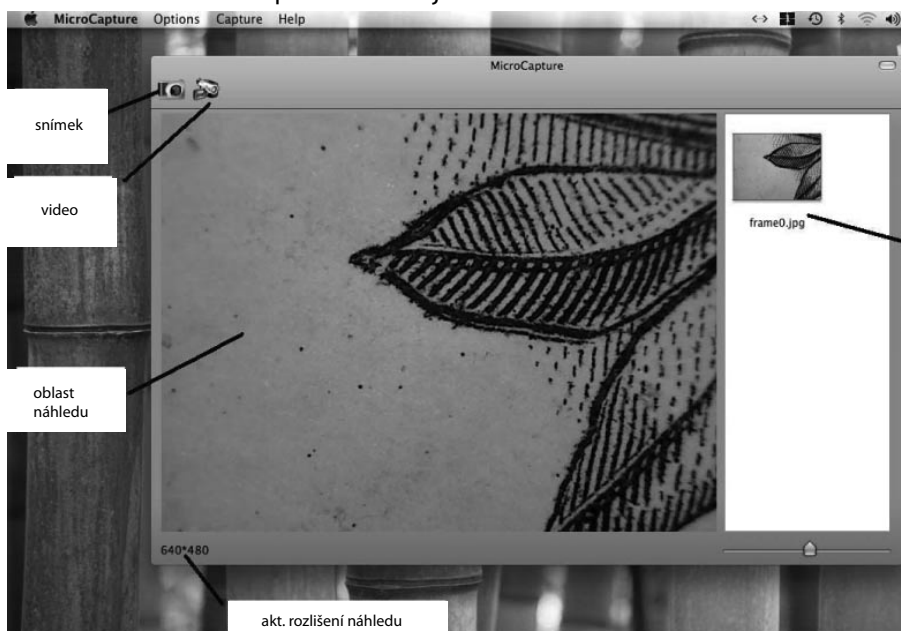 MicroCapture Options Capture Help
MicroCapture
snímek
video
frame0.jpg
oblast
náhledu
640*480
akt. rozlišení náhledu